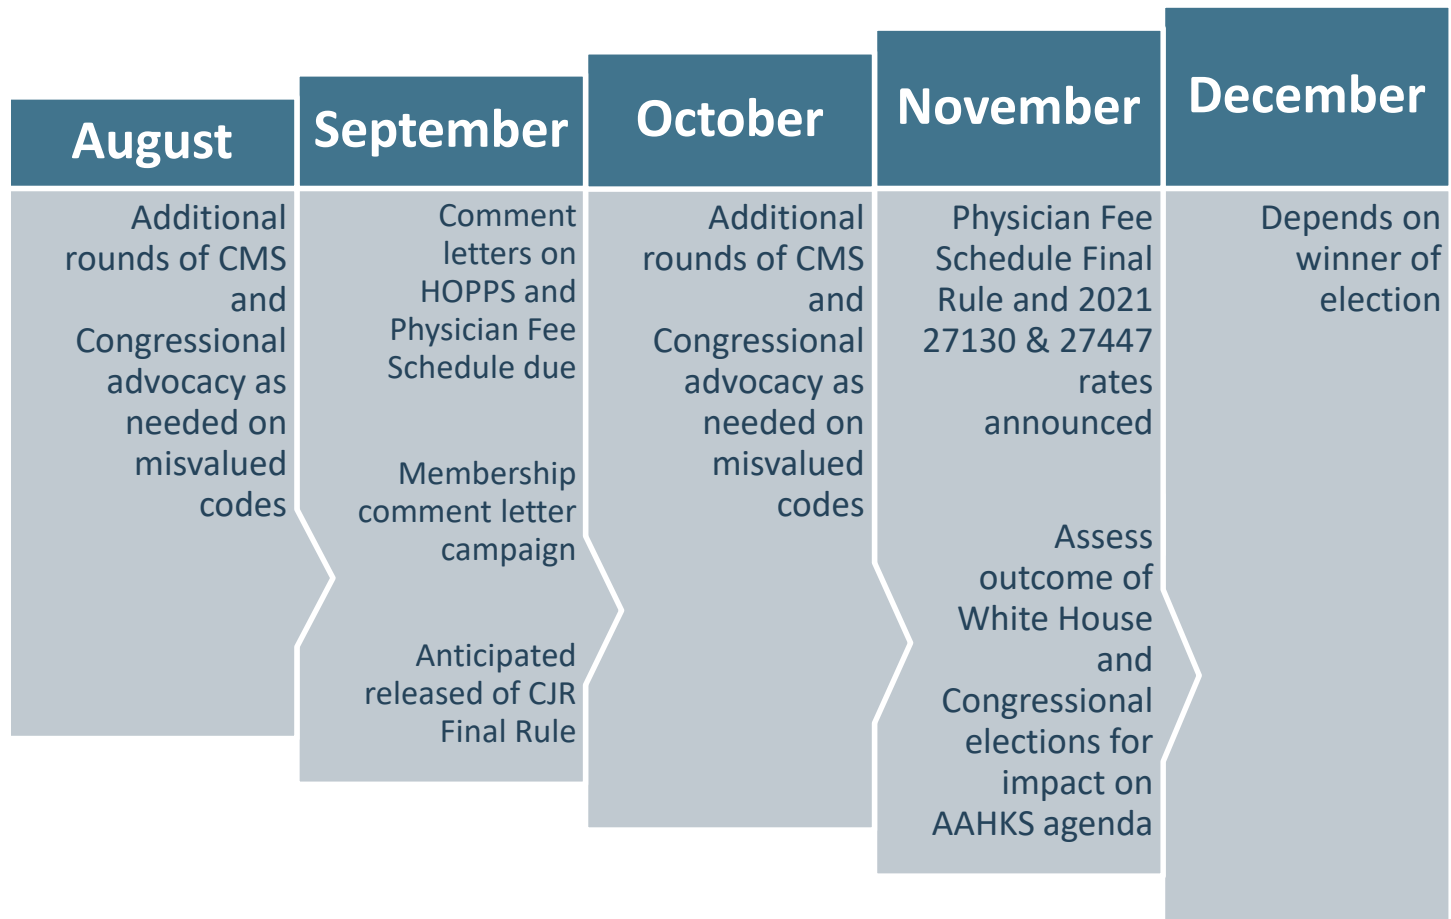 August
Additional
rounds of CMS
and
Congressional
advocacy as
needed on
misvalued
codes
September
Comment
letters on
HOPPS and
Physician Fee
Schedule due
Membership
comment letter
campaign
Anticipated
released of CJR
Final Rule
October
Additional
rounds of CMS
and
Congressional
advocacy as
needed on
misvalued
codes
November
Physician Fee
Schedule Final
Rule and 2021
27130 & 27447
rates
announced
Assess
outcome of
White House
and
Congressional
elections for
impact on
AAHKS agenda
December
Depends on
winner of
election